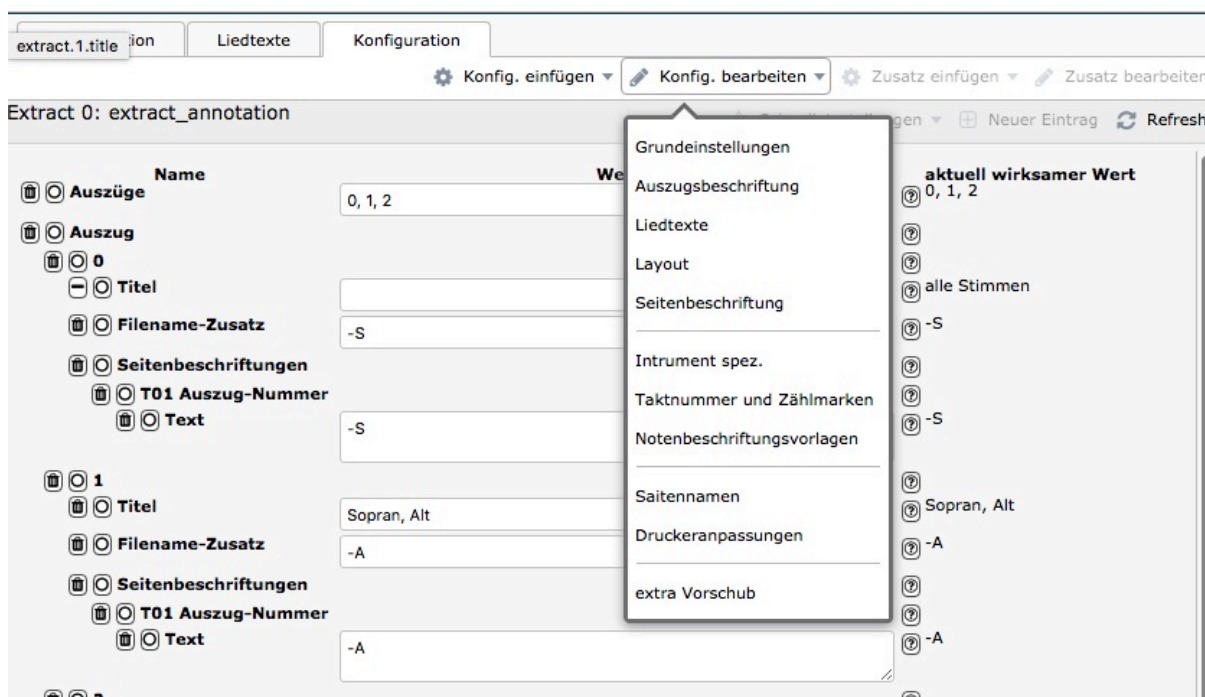 extract.1.title
ion
Liedtexte
Konfiguration
Konfig. einfügen
Konfig. bearbeiten
Zusatz einfügen
Zusatz bearbeiten
Extract 0: extract_annotation
gen
Neuer Eintrag
Refresh
Name
We
aktuell wirksamer Wert
Auszüge
0, 1, 2
0, 1, 2
Auszug
0
Titel
alle Stimmen
Filename-Zusatz
-S
-S
Seitenbeschriftungen
T01 Auszug-Nummer
Text
-S
-S
1
Titel
Sopran, Alt
Sopran, Alt
Filename-Zusatz
-A
-A
Seitenbeschriftungen
T01 Auszug-Nummer
Text
-A
-A
Grundeinstellungen
Auszugsbeschriftung
Liedtexte
Layout
Seitenbeschriftung
Intrument spez.
Taktnummer und Zählmarken
Notenbeschriftungsvorlagen
Saitennamen
Druckeranpassungen
extra Vorschub